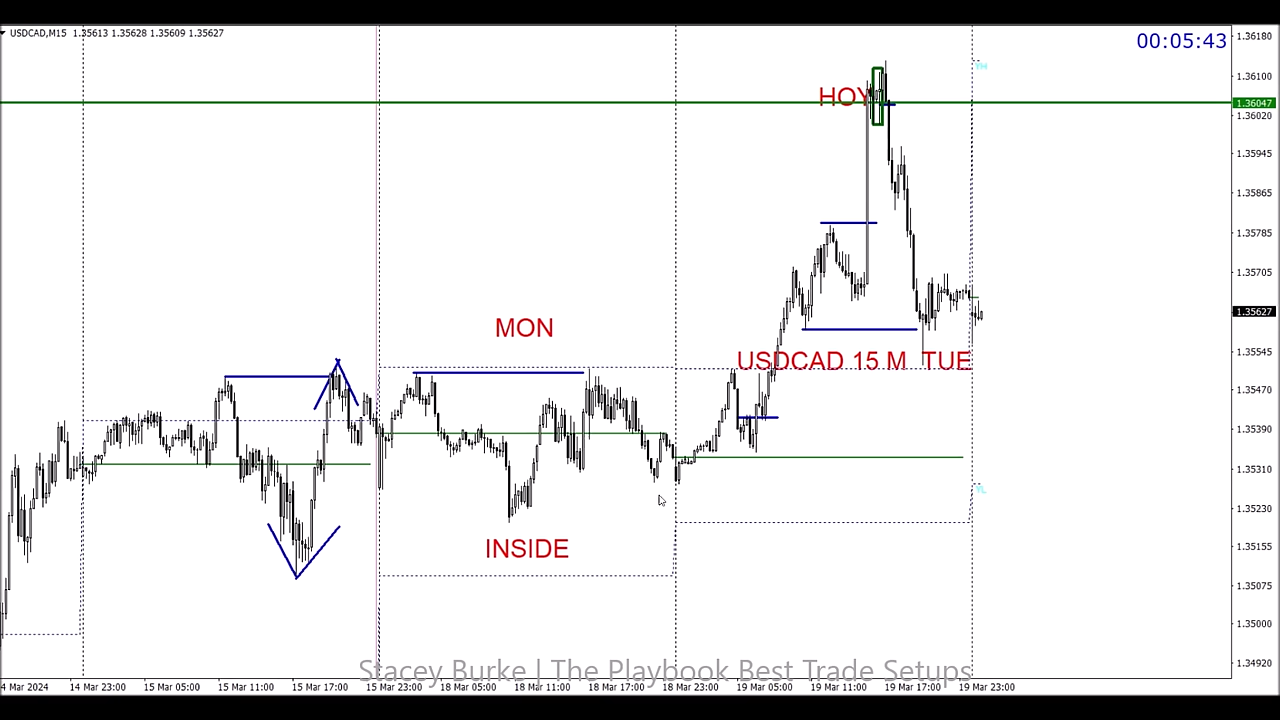 USDCAD,M15 1.35613 1.35628 1.35609 1.35627
00:05:43
1.36180
YH
1.36100
HOY
1.36047
1.36020
1.35945
1.35865
1.35785
1.35705
1.35627
MON
1.35545
USDCAD 15 M TUE
1.35470
1.35390
1.35310
YL
1.35230
INSIDE
1.35155
1.35075
1.35000
1.34920
Stacey Burke | The Playbook Best Trade Setups
4 Mar 2024 14 Mar 23:00 15 Mar 05:00 15 Mar 11:00 15 Mar 17:00 15 Mar 23:00 18 Mar 05:00 18 Mar 11:00 18 Mar 17:00 18 Mar 23:00 19 Mar 05:00 19 Mar 11:00 19 Mar 17:00 19 Mar 23:00